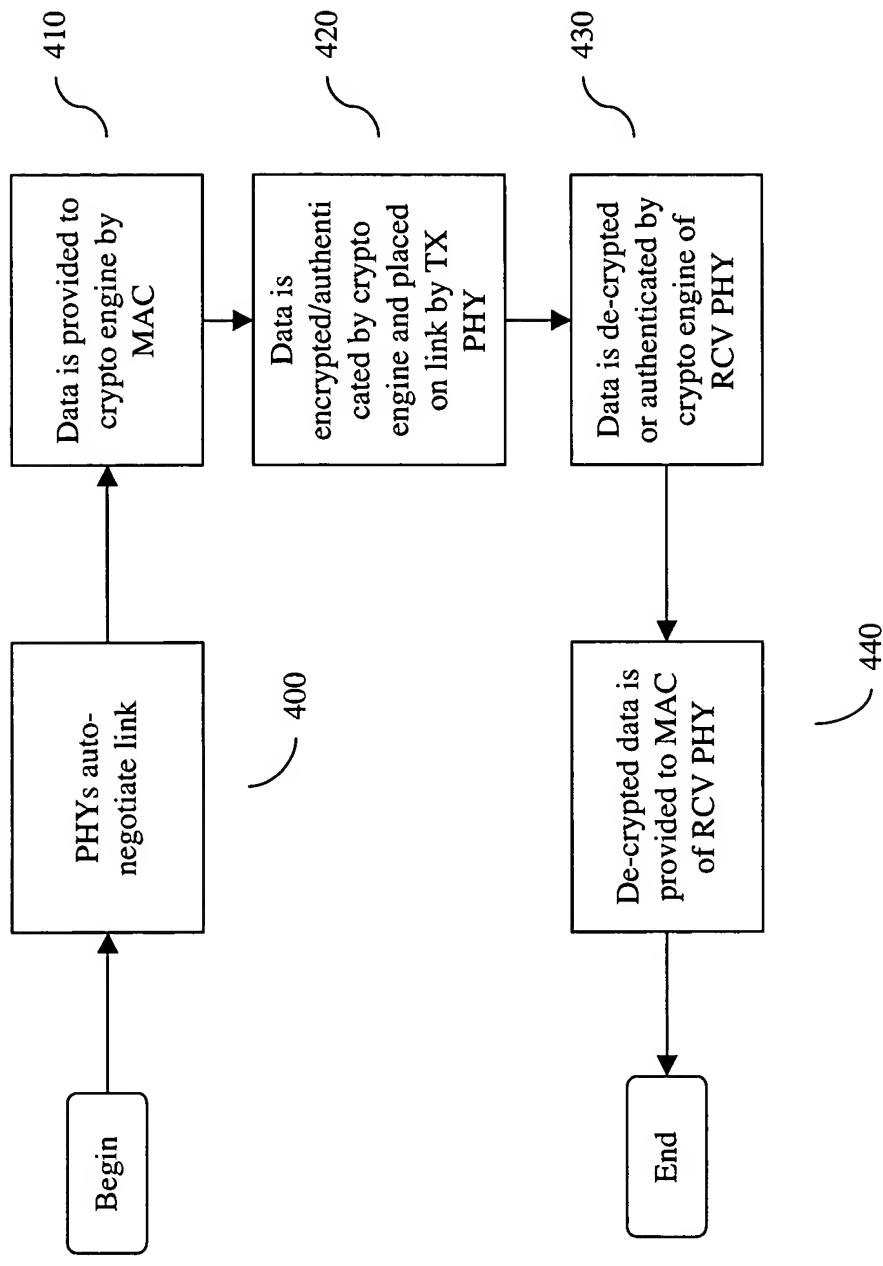 Begin
PHYs auto-
negotiate link
400
Data is provided to
crypto engine by
MAC
410
Data is
encrypted/authenti
cated by crypto
engine and placed
on link by TX
PHY
420
Data is de-crypted
or authenticated by
crypto engine of
RCV PHY
430
De-crypted data is
provided to MAC
of RCV PHY
440
End